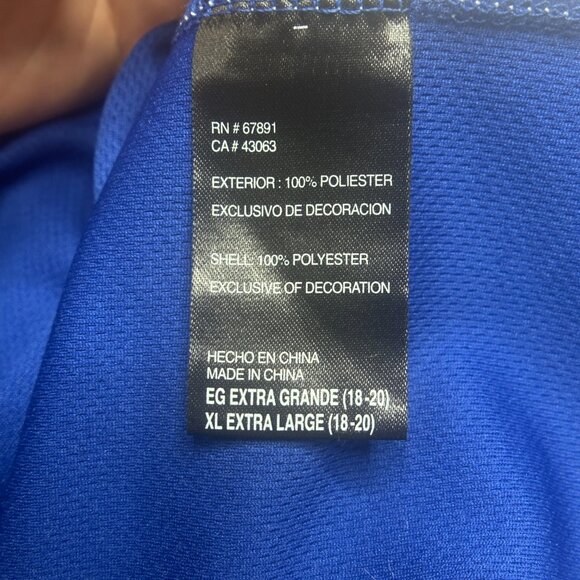 RN # 67891
CA # 43063
EXTERIOR : 100% POLIESTER
EXCLUSIVO DE DECORACION
SHELL: 100% POLYESTER
EXCLUSIVE OF DECORATION
HECHO EN CHINA
MADE IN CHINA
EG EXTRA GRANDE (18-20)
XL EXTRA LARGE (18-20)